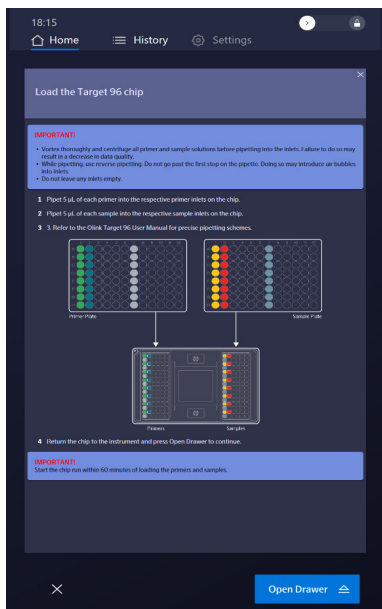 18:15
Home History Settings
Load the Target 96 chip
IMPORTANT!
• Vortex thoroughly and centrifuge all primer and sample solutions before pipetting into the inlets. Failure to do so may
result in a decrease in data quality.
• While pipetting, use reverse pipetting. Do not go past the first stop on the pipette. Doing so may introduce an bubbles
into inlets.
• Do not leave any inlets empty.
1 Pipet 5 µL of each primer into the respective primer inlets on the chip.
2 Pipet 5 µL of each sample into the respective sample inlets on the chip.
3 3. Refer to the Olink Target 96 User Manual for precise pipetting schemes.
Primer Plate Sample Plate
Primers Samples
4 Return the chip to the instrument and press Open Drawer to continue.
IMPORTANT!
Start the chip run within 60 minutes of loading the primers and samples.
Open Drawer